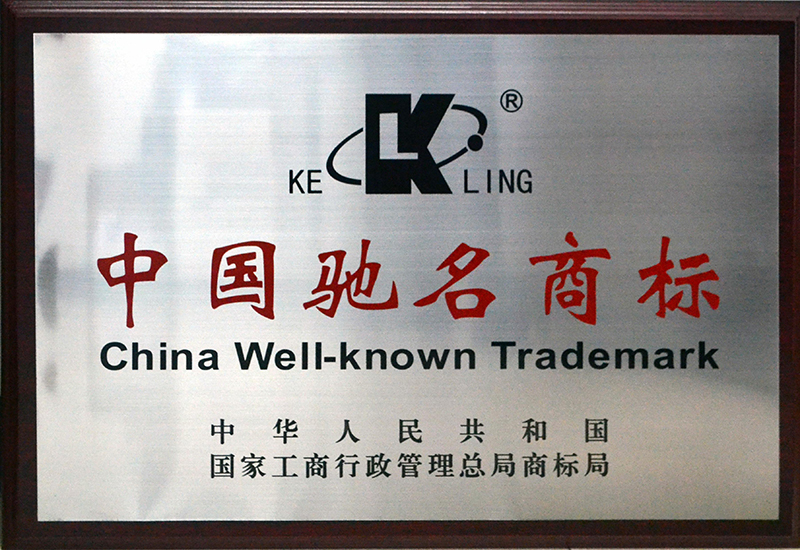 KE LK LING ®
中国驰名商标
China Well-known Trademark
中华人民共和国
国家工商行政管理总局商标局